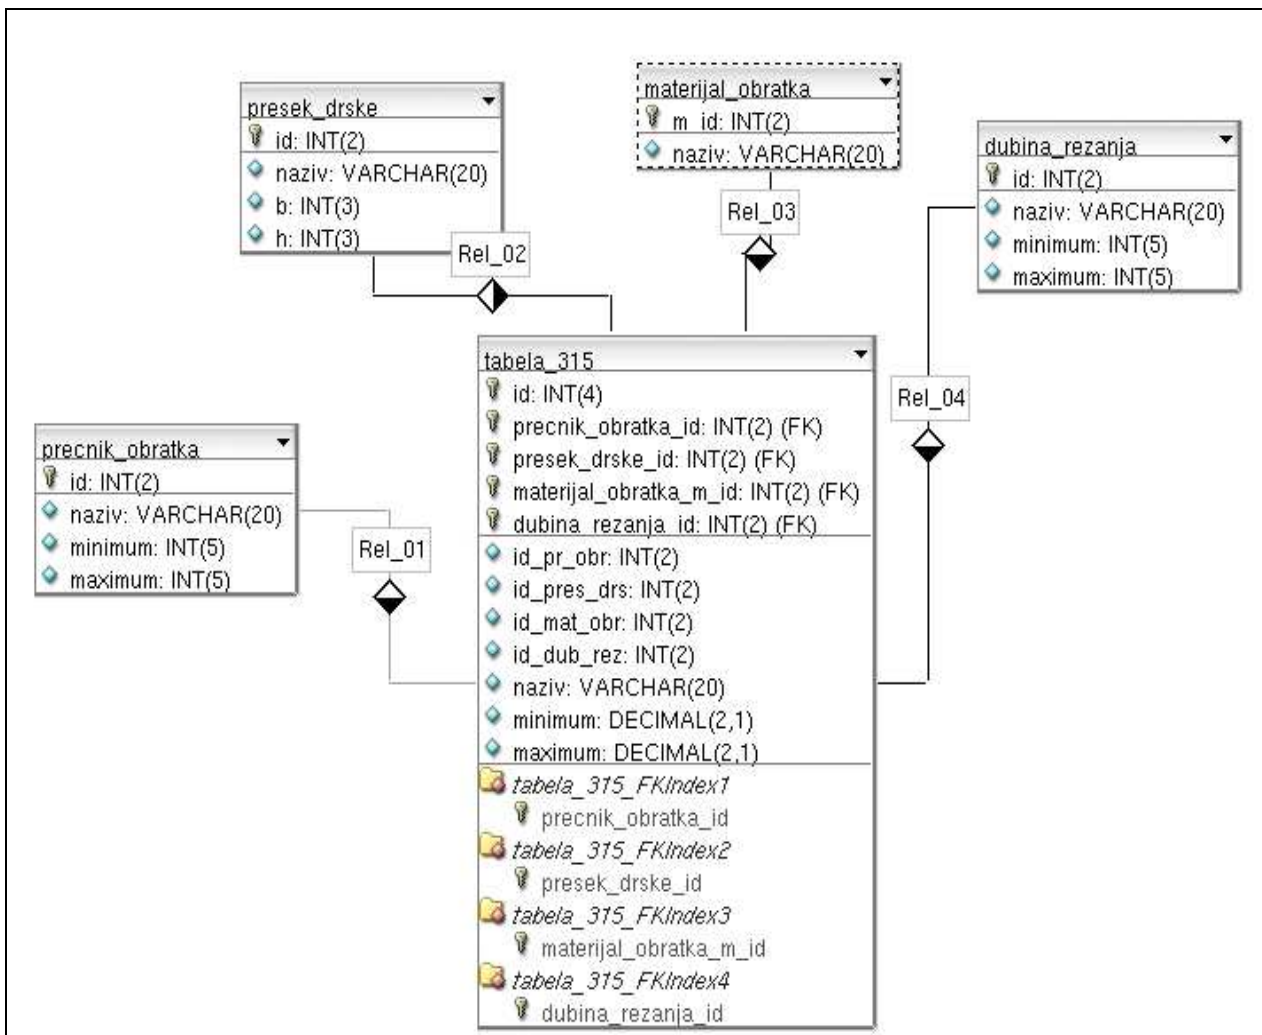 presek_drske
id: INT(2)
naziv: VARCHAR(20)
b: INT(3)
h: INT(3)
Rel_02
materijal_obratka
m_id: INT(2)
naziv: VARCHAR(20)
Rel_03
dubina_rezanja
id: INT(2)
naziv: VARCHAR(20)
minimum: INT(5)
maximum: INT(5)
Rel_04
precnik_obratka
id: INT(2)
naziv: VARCHAR(20)
minimum: INT(5)
maximum: INT(5)
Rel_01
tabela_315
id: INT(4)
precnik_obratka_id: INT(2) (FK)
presek_drske_id: INT(2) (FK)
materijal_obratka_m_id: INT(2) (FK)
dubina_rezanja_id: INT(2) (FK)
id_pr_obr: INT(2)
id_pres_drs: INT(2)
id_mat_obr: INT(2)
id_dub_rez: INT(2)
naziv: VARCHAR(20)
minimum: DECIMAL(2,1)
maximum: DECIMAL(2,1)
tabela_315_FKIndex1
precnik_obratka_id
tabela_315_FKIndex2
presek_drske_id
tabela_315_FKIndex3
materijal_obratka_m_id
tabela_315_FKIndex4
dubina_rezanja_id